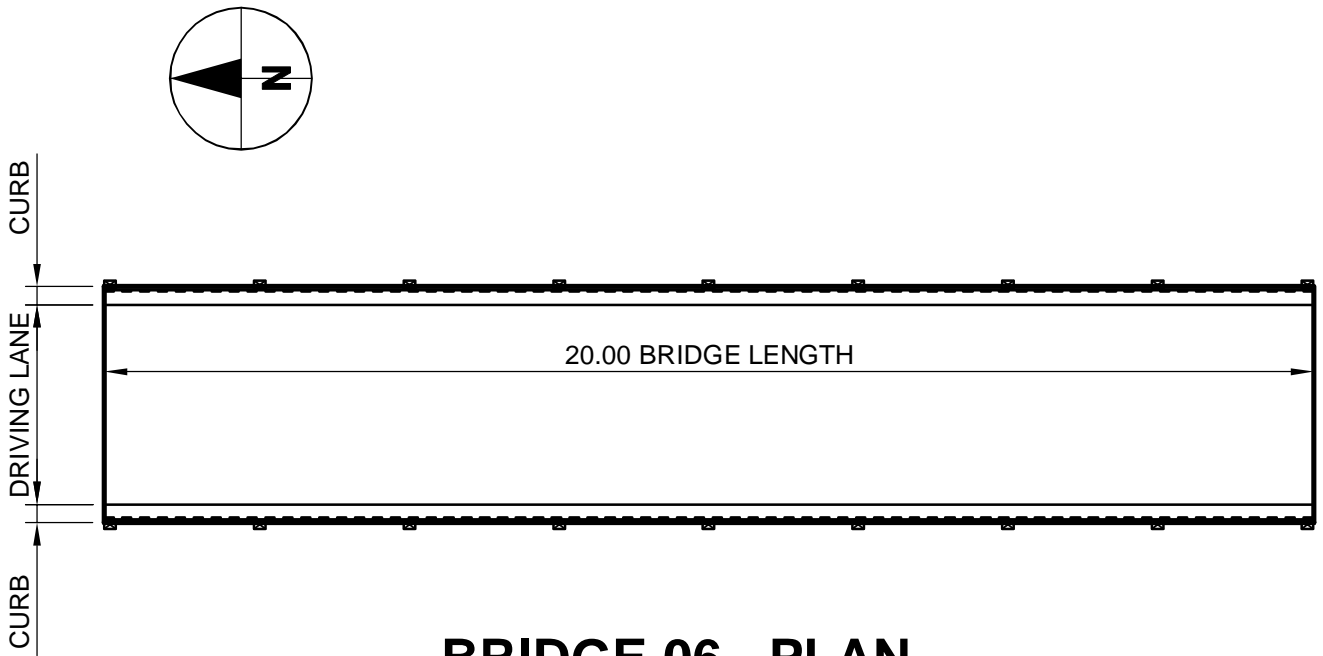 N
CURB
DRIVING LANE
20.00 BRIDGE LENGTH
CURB
BRIDGE 06 - PLAN